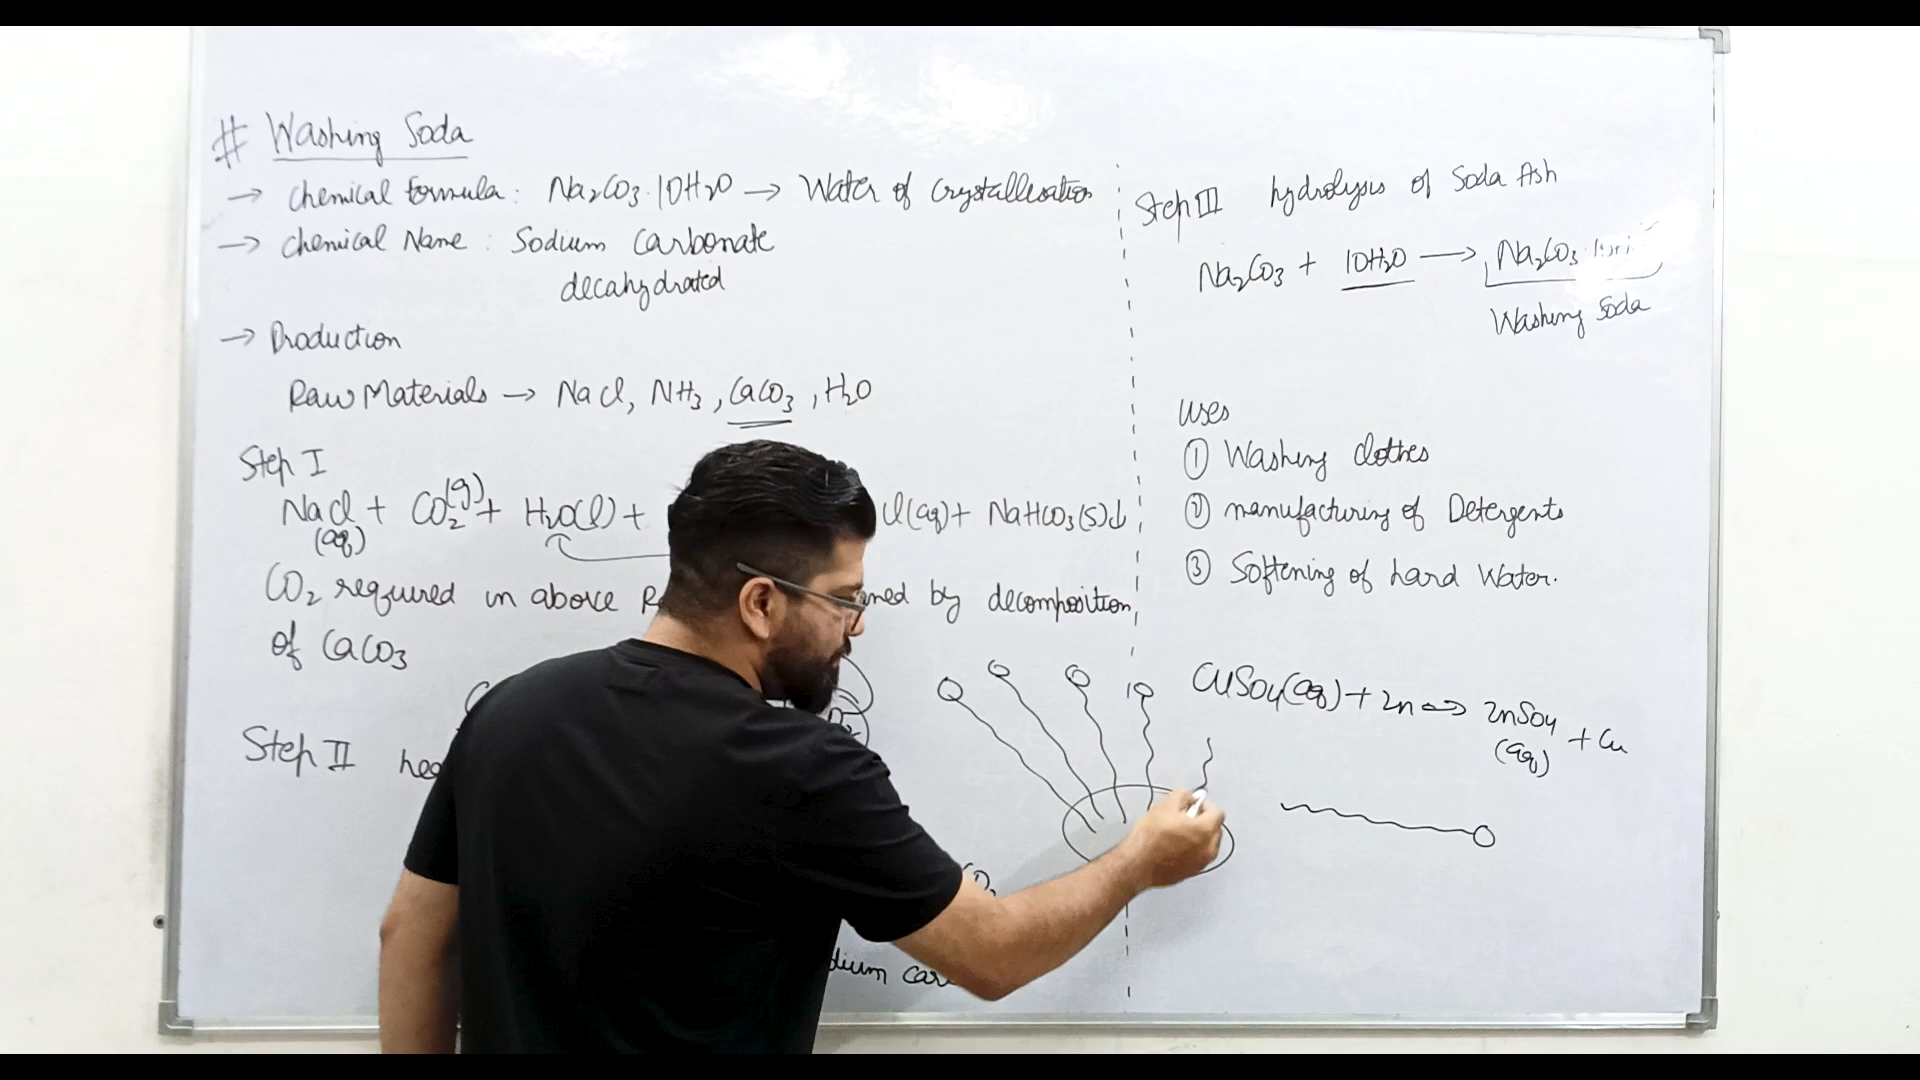 # Washing Soda
→ Chemical formula : Na₂CO₃.10H₂O → Water of Crystallisation
→ Chemical Name : Sodium Carbonate
decahydrated
→ Production
Raw Materials → NaCl, NH₃, CaCO₃, H₂O
Step I
NaCl + CO₂(g) + H₂O(l) +
(aq)
l(aq) + NaHCO₃(s)↓
CO₂ required in above
ned by decomposition
of CaCO₃
Step II
dium car
Step III hydrolysis of Soda Ash
Na₂CO₃ + 10H₂O → Na₂CO₃.
Washing Soda
Uses
① Washing clothes
② manufacturing of Detergents
③ Softening of hard Water.
CuSO₄(aq) + Zn → ZnSO₄ + Cu
(aq)